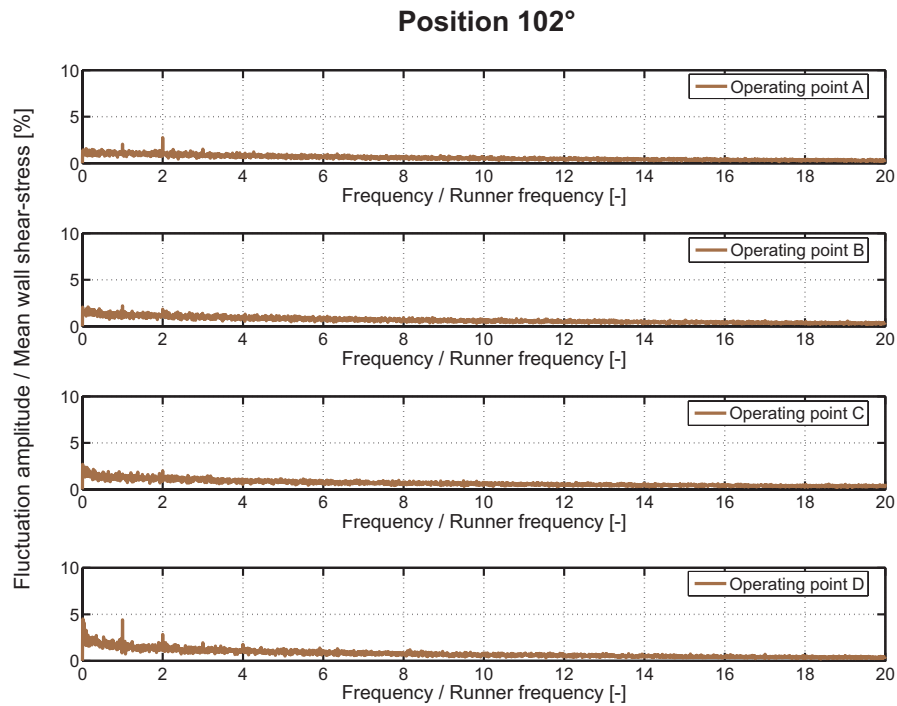 Position 102°
Fluctuation amplitude / Mean wall shear-stress [%]
10
5
0
Operating point A
0 2 4 6 8 10 12 14 16 18 20
Frequency / Runner frequency [-]
10
5
0
Operating point B
0 2 4 6 8 10 12 14 16 18 20
Frequency / Runner frequency [-]
10
5
0
Operating point C
0 2 4 6 8 10 12 14 16 18 20
Frequency / Runner frequency [-]
10
5
0
Operating point D
0 2 4 6 8 10 12 14 16 18 20
Frequency / Runner frequency [-]